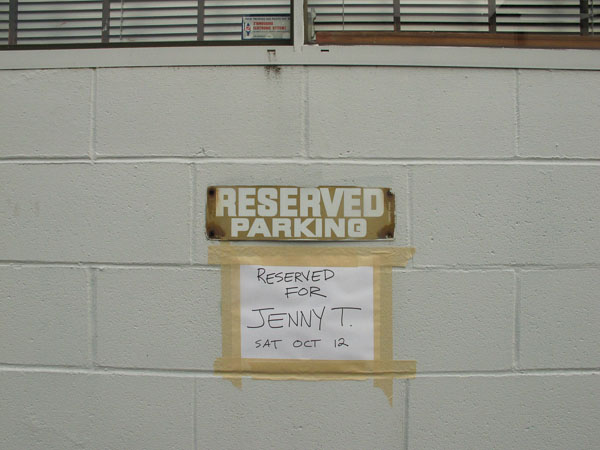 RESERVED
PARKING
RESERVED
FOR
JENNY T.
SAT OCT 12